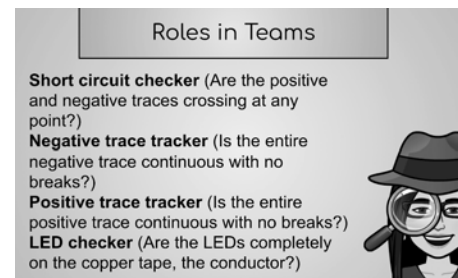 Roles in Teams
Short circuit checker (Are the positive
and negative traces crossing at any
point?)
Negative trace tracker (Is the entire
negative trace continuous with no
breaks?)
Positive trace tracker (Is the entire
positive trace continuous with no breaks?)
LED checker (Are the LEDs completely
on the copper tape, the conductor?)